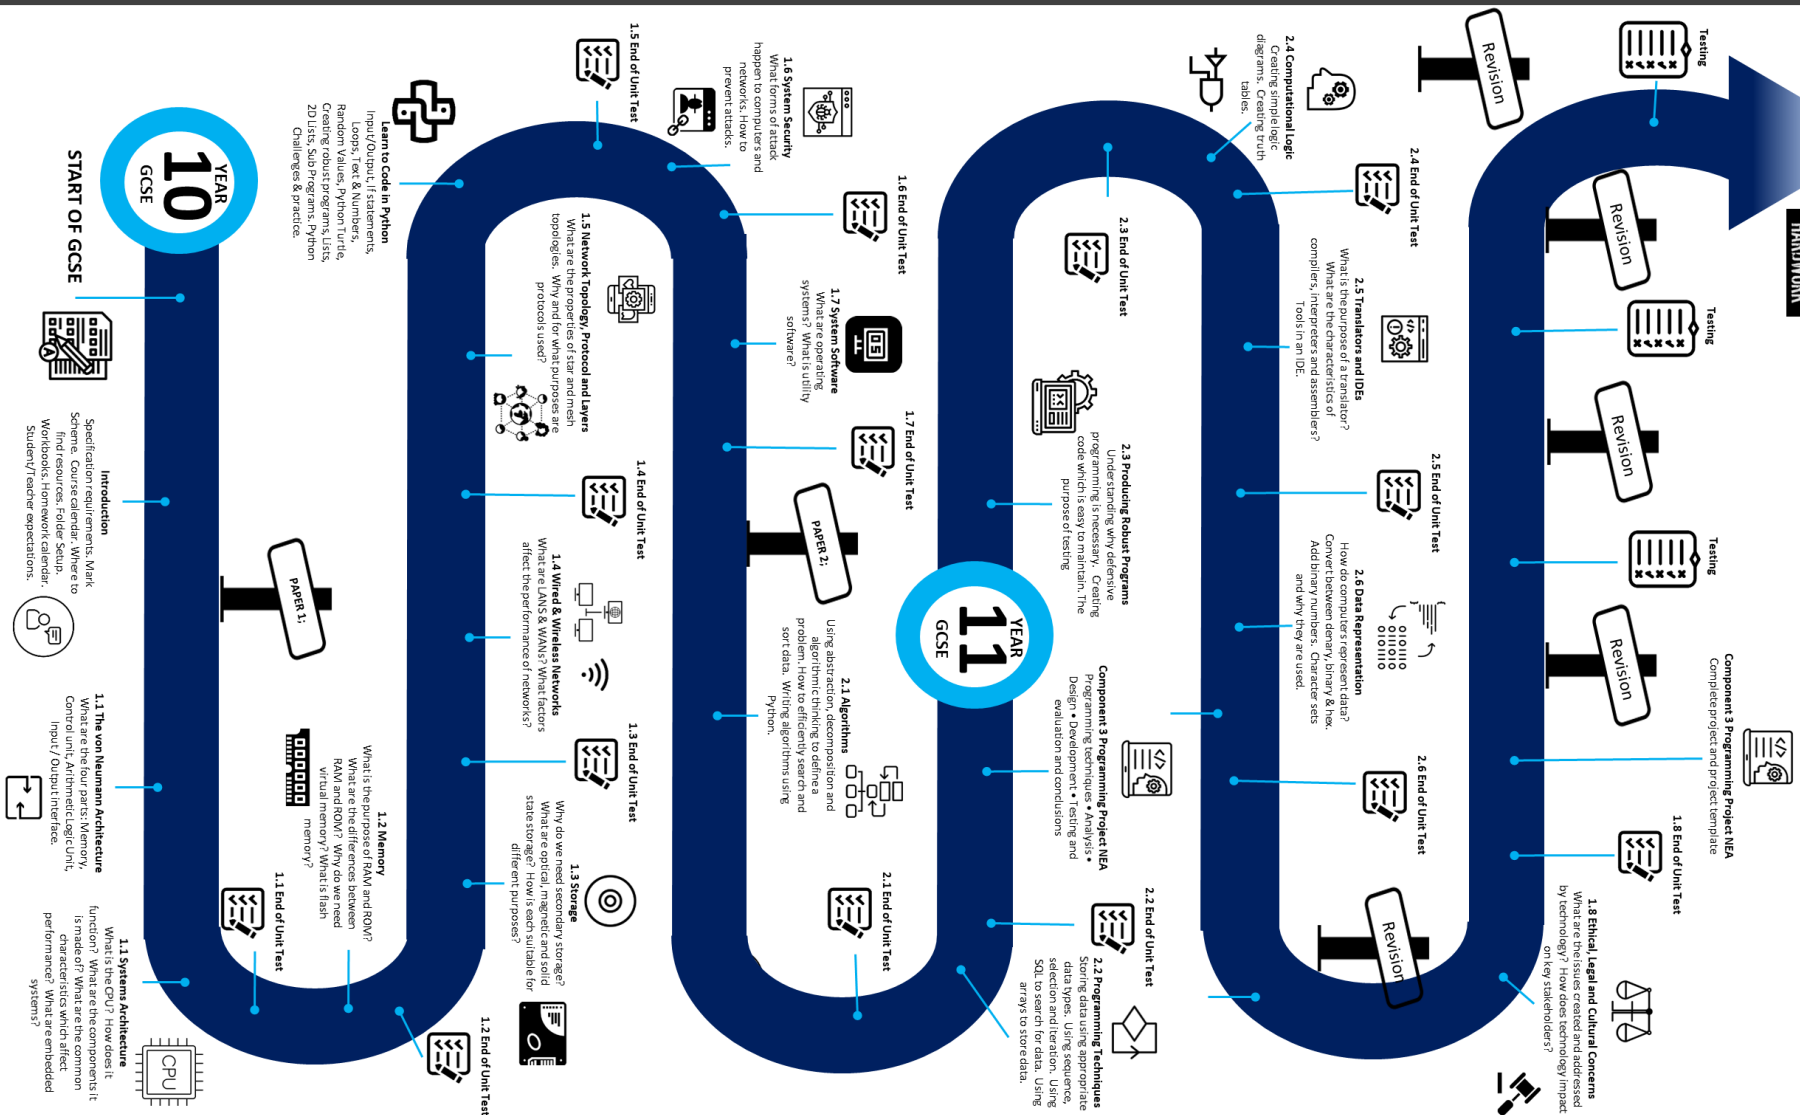 START OF GCSE
YEAR
10
GCSE
Introduction
Specification requirements. Mark
Scheme. Course calendar. Where to
find resources. Folder Setup.
Workbooks. Homework calendar.
Student/Teacher expectations.
PAPER 1;
1.1 The von Neumann Architecture
What are the four parts: Memory,
Control unit, Arithmetic Logic Unit,
Input / Output interface.
1.1 Systems Architecture
What is the CPU? How does it
function? What are the components it
is made of? What are the common
characteristics which affect
performance? What are embedded
systems?
CPU
1.1 End of Unit Test
1.2 Memory
What is the purpose of RAM and ROM?
What are the differences between
RAM and ROM? Why do we need
virtual memory? What is flash
memory?
1.2 End of Unit Test
1.3 Storage
Why do we need secondary storage?
What are optical, magnetic and solid
state storage? How is each suitable for
different purposes?
1.3 End of Unit Test
1.4 Wired & Wireless Networks
What are LANS & WANs? What factors
affect the performance of networks?
1.4 End of Unit Test
1.5 Network Topology, Protocol and Layers
What are the properties of star and mesh
topologies. Why and for what purposes are
protocols used?
Learn to Code in Python
Input/Output, If statements,
Loops, Text & Numbers,
Random Values, Python Turtle,
Creating robust programs, Lists,
2D Lists, Sub Programs. Python
Challenges & practice.
1.5 End of Unit Test
1.6 System Security
What forms of attack
happen to computers and
networks. How to
prevent attacks.
1.6 End of Unit Test
1.7 System Software
What are operating
systems? What is utility
software?
OS
1.7 End of Unit Test
PAPER 2;
2.1 Algorithms
Using abstraction, decomposition and
algorithmic thinking to define a
problem. How to efficiently search and
sort data. Writing algorithms using
Python.
2.1 End of Unit Test
2.2 Programming Techniques
Storing data using appropriate
data types. Using sequence,
selection and iteration. Using
SQL to search for data. Using
arrays to store data.
2.2 End of Unit Test
Component 3 Programming Project NEA
Programming techniques • Analysis •
Design • Development • Testing and
evaluation and conclusions
YEAR
11
GCSE
2.3 Producing Robust Programs
Understanding why defensive
programming is necessary. Creating
code which is easy to maintain. The
purpose of testing
2.3 End of Unit Test
2.4 Computational Logic
Creating simple logic
diagrams. Creating truth
tables.
2.4 End of Unit Test
2.5 Translators and IDEs
What is the purpose of a translator?
What are the characteristics of
compilers, interpreters and assemblers?
Tools in an IDE.
2.5 End of Unit Test
2.6 Data Representation
How do computers represent data?
Convert between denary, binary & hex.
Add binary numbers. Character sets
and why they are used.
2.6 End of Unit Test
Revision
1.8 Ethical, Legal and Cultural Concerns
What are the issues created and addressed
by technology? How does technology impact
on key stakeholders?
1.8 End of Unit Test
Component 3 Programming Project NEA
Complete project and project template
Revision
Testing
Revision
Testing
Revision
Testing
Revision